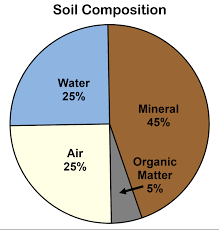 Soil Composition
Water
25%
Mineral
45%
Air
25%
Organic
Matter
5%